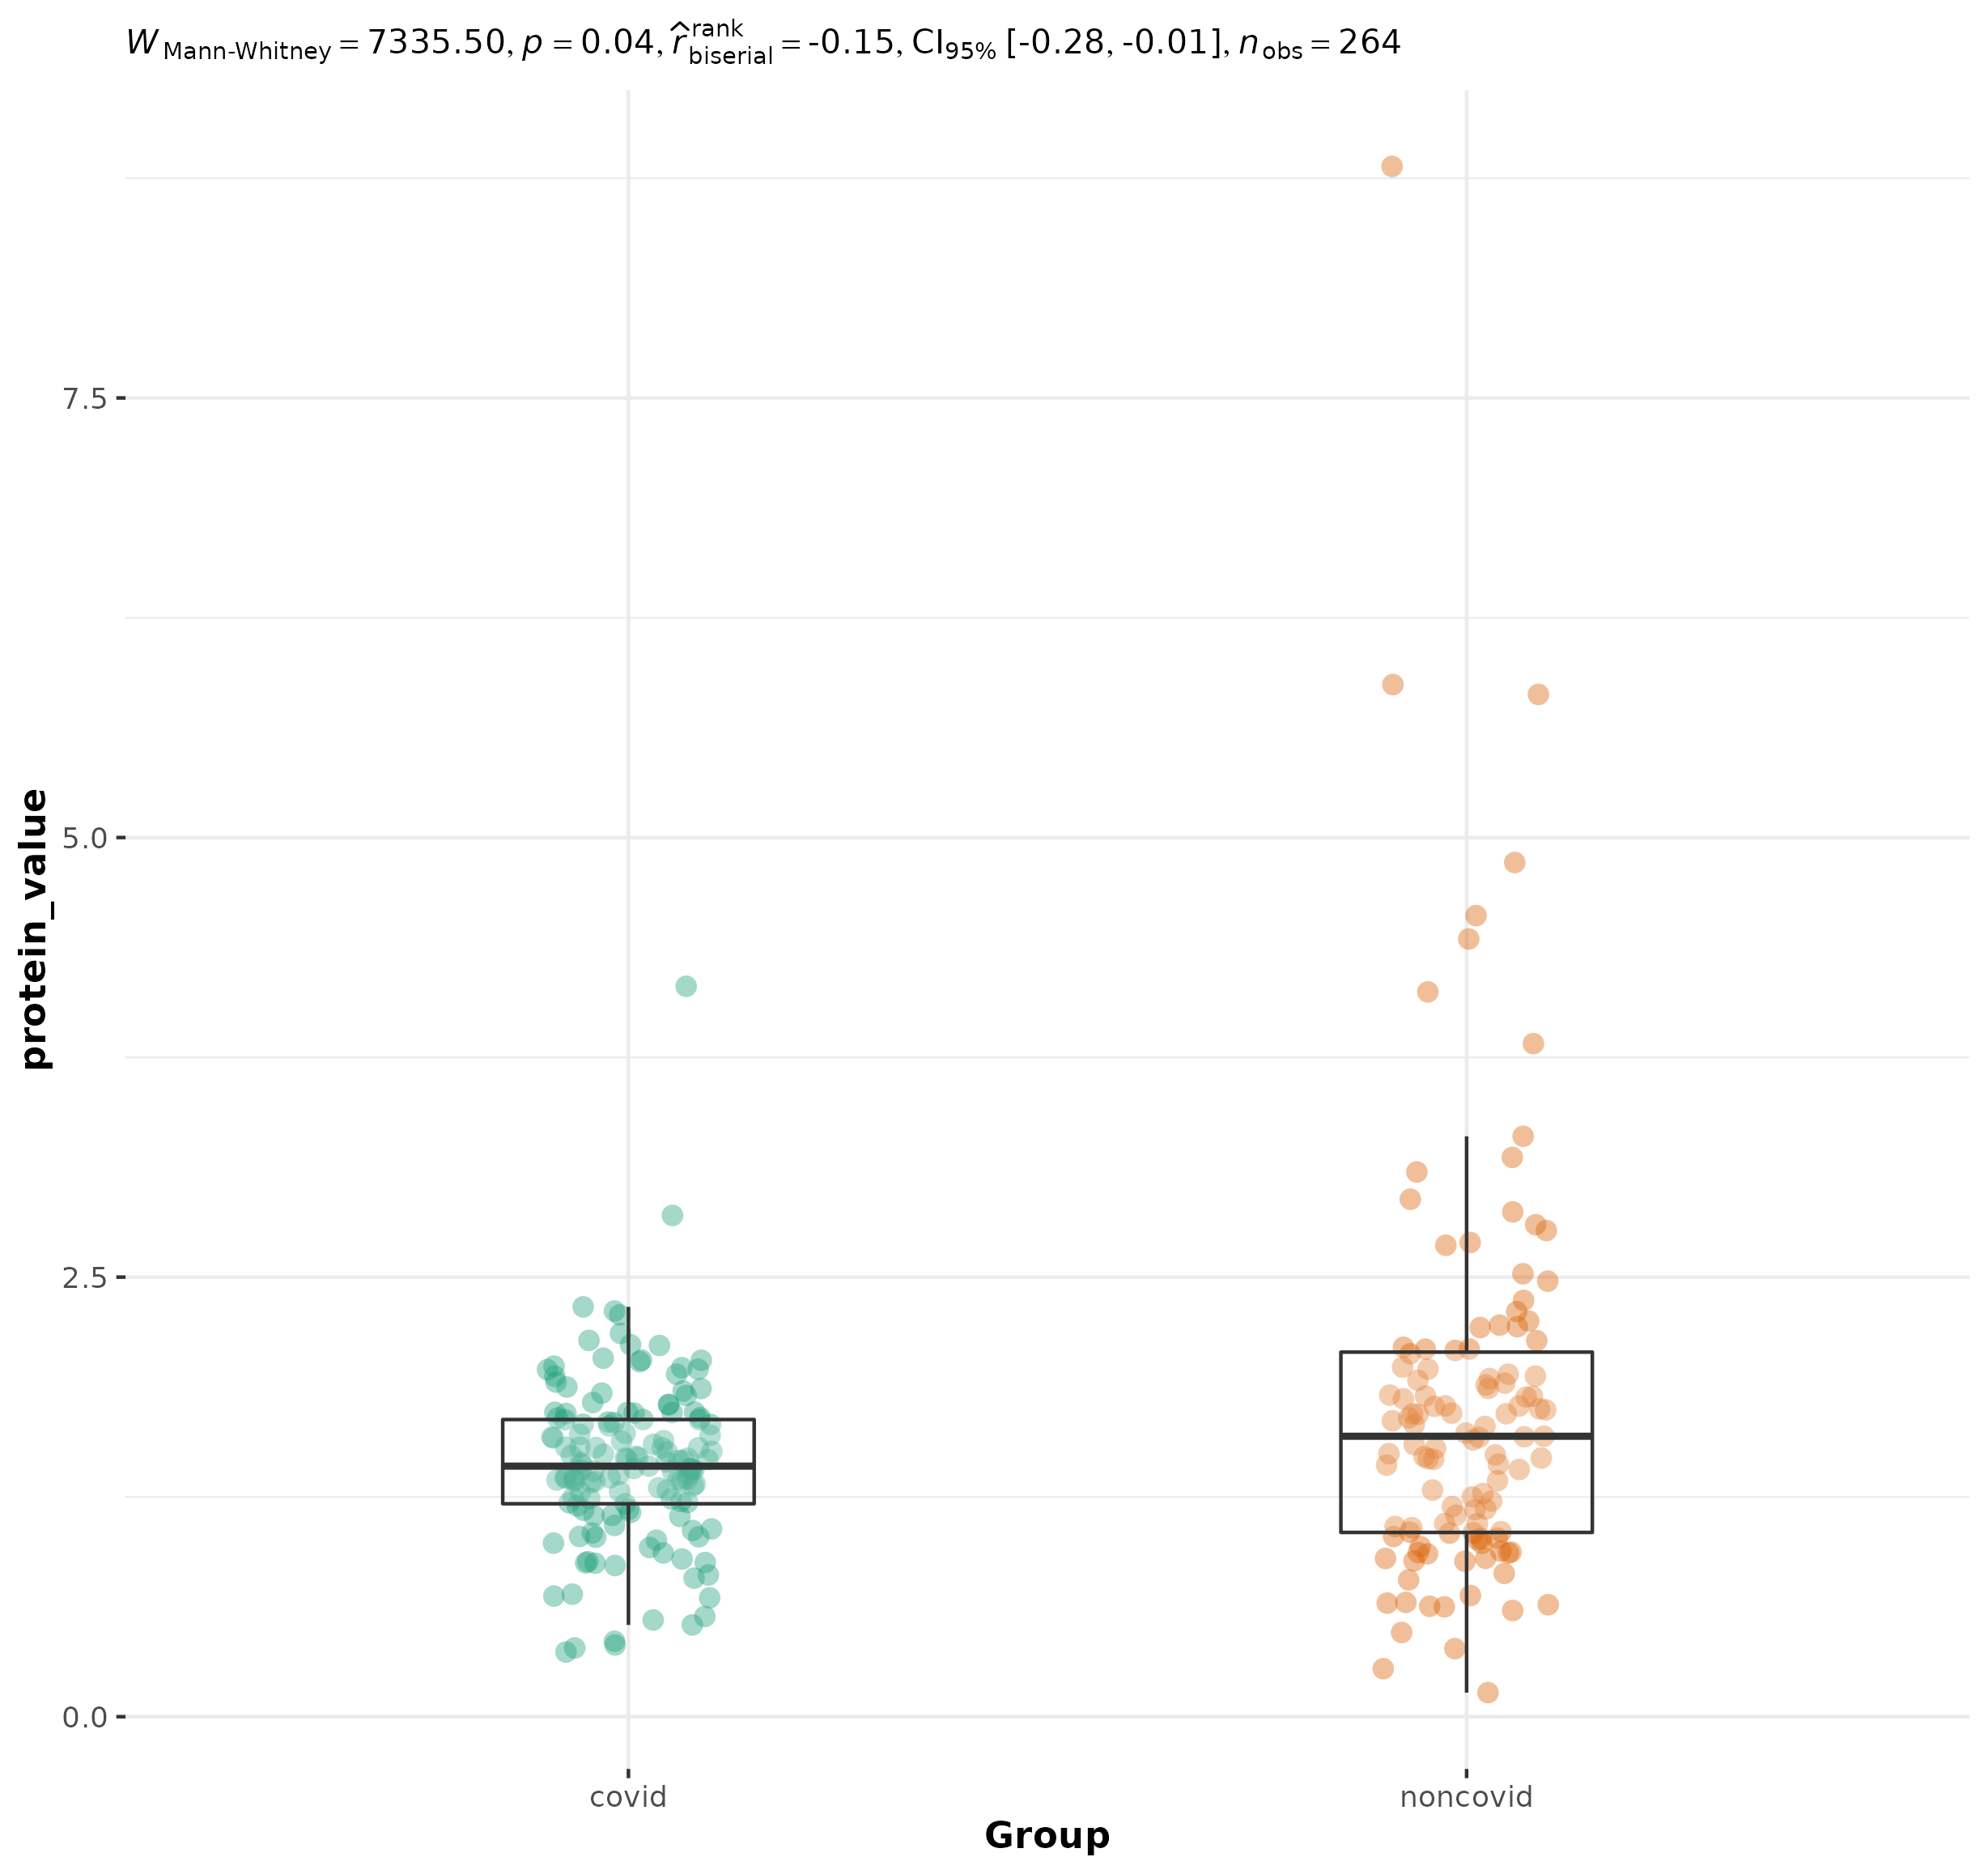 W Mann-Whitney = 7335.50, p = 0.04, r̂ rank biserial = -0.15, CI95% [-0.28, -0.01], nobs = 264
7.5
5.0
2.5
0.0
protein_value
covid noncovid
Group